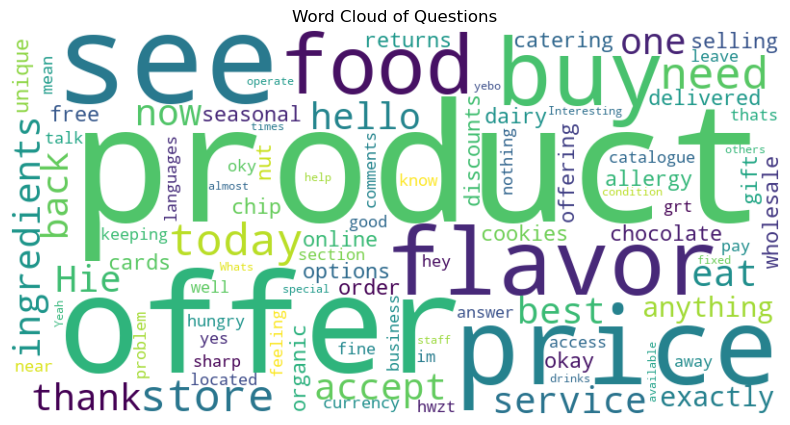 Word Cloud of Questions
see
food
returns
catering
one
selling
leave
unique
mean
operate
yebo
buy
need
free
now
seasonal
hello
dairy
Interesting
delivered
thats
talk
times
product
others
ingredients
back
languages
oky
nut
help
comments
know
discounts
nothing
offering
catalogue
allergy
condition
gift
wholesale
almost
chip
good
grt
keeping
today
online
section
cookies
chocolate
pay
Hie
cards
Whats
well
options
flavor
hey
fixed
eat
offer
special
order
answer
best
anything
Yeah
problem
hungry
feeling
yes
fine
business
staff
im
price
access
okay
away
near
sharp
located
organic
accept
drinks
available
thank
store
currency
hwzt
service
exactly